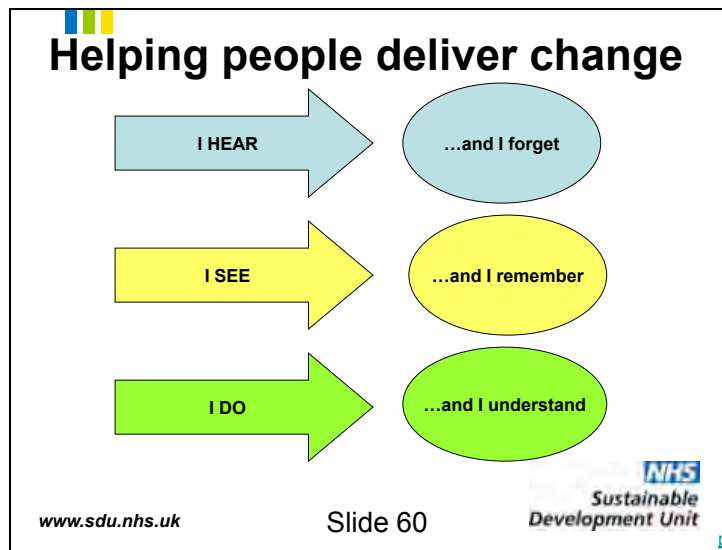 Helping people deliver change
I HEAR
…and I forget
I SEE
…and I remember
I DO
…and I understand
www.sdu.nhs.uk
Slide 60
NHS
Sustainable
Development Unit